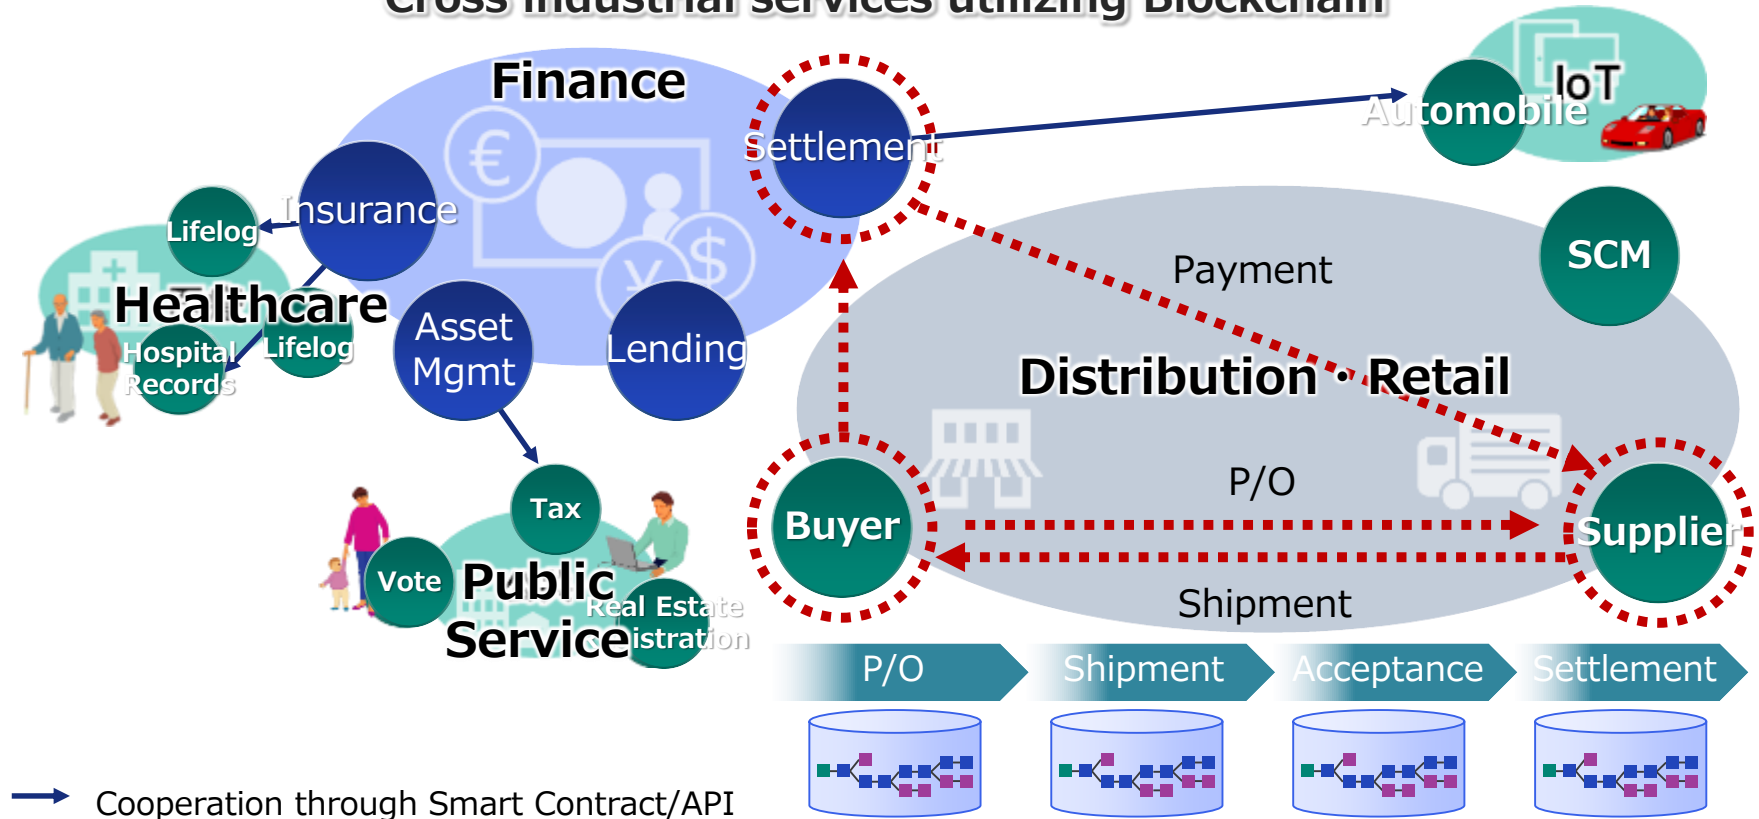 Cross industrial services utilizing Blockchain
Finance
Settlement
IoT
Automobile
Insurance
Lifelog
SCM
Payment
Healthcare
Asset
Mgmt
Lending
Hospital
Records
Lifelog
Distribution・Retail
P/O
Tax
Buyer
Supplier
Vote
Public
Service
Real Estate
istration
Shipment
P/O
Shipment
Acceptance
Settlement
Cooperation through Smart Contract/API